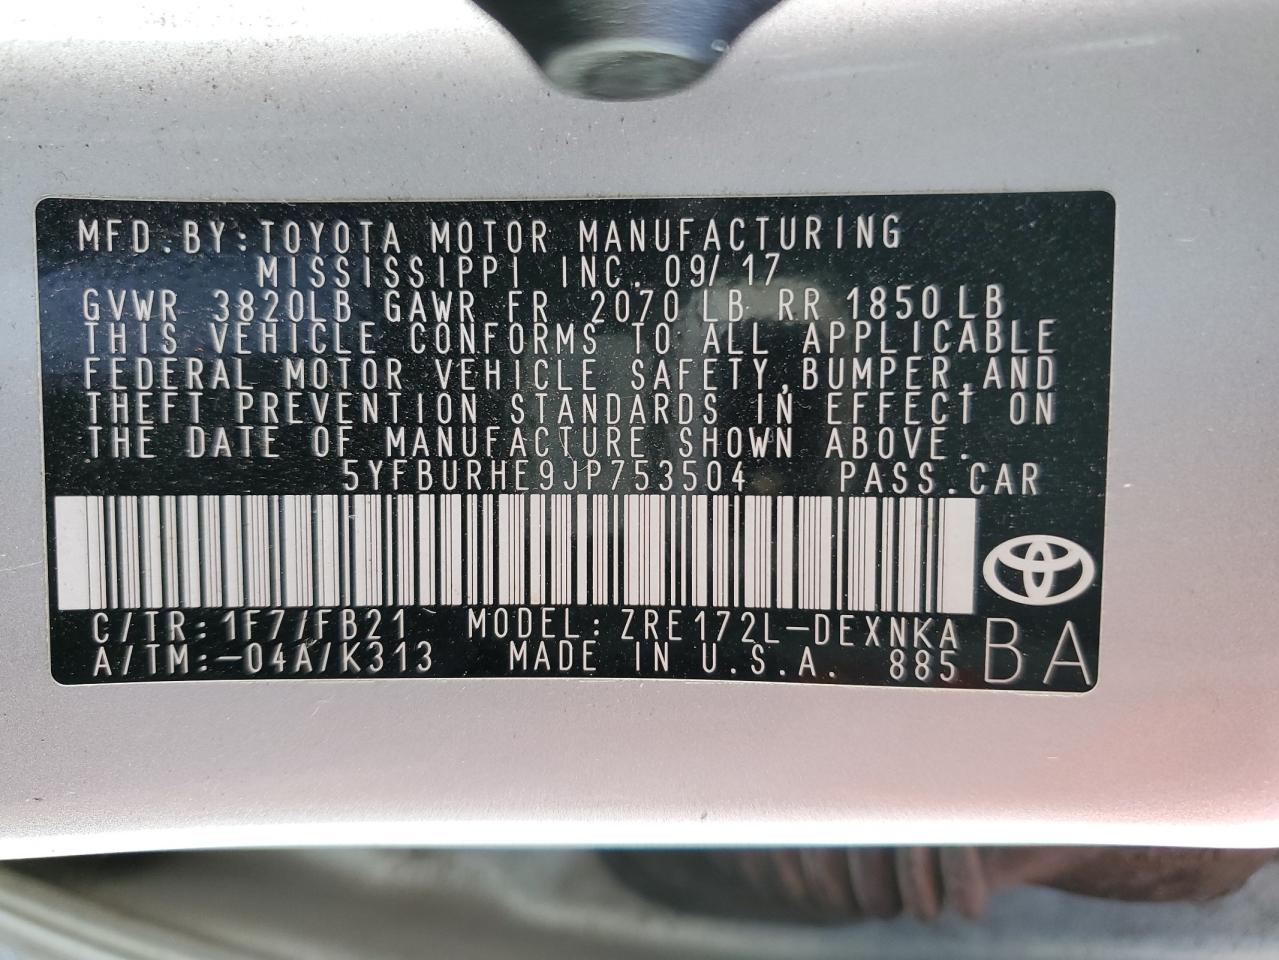 MFD.BY:TOYOTA MOTOR MANUFACTURING
MISSISSIPPI INC. 09/17
GVWR 3820LB GAWR FR 2070 LB RR 1850 LB
THIS VEHICLE CONFORMS TO ALL APPLICABLE
FEDERAL MOTOR VEHICLE SAFETY,BUMPER,AND
THEFT PREVENTION STANDARDS IN EFFECT ON
THE DATE OF MANUFACTURE SHOWN ABOVE.
5YFBURHE9JP753504 PASS.CAR
C/TR:1F7/FB21 MODEL:ZRE172L-DEXNKA
A/TM:-04A/K313 MADE IN U.S.A. 885 BA